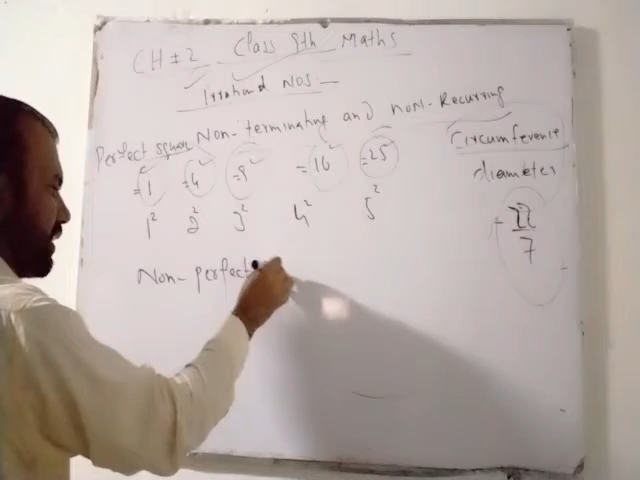 CH # 2 Class 9th Maths
Irrational NOS:-
Non-terminating and NON-Recurring
Perfect square
=1 =4 =9 =16 =25
1² 2² 3² 4² 5²
Circumference
diameter
22
7
Non-perfect